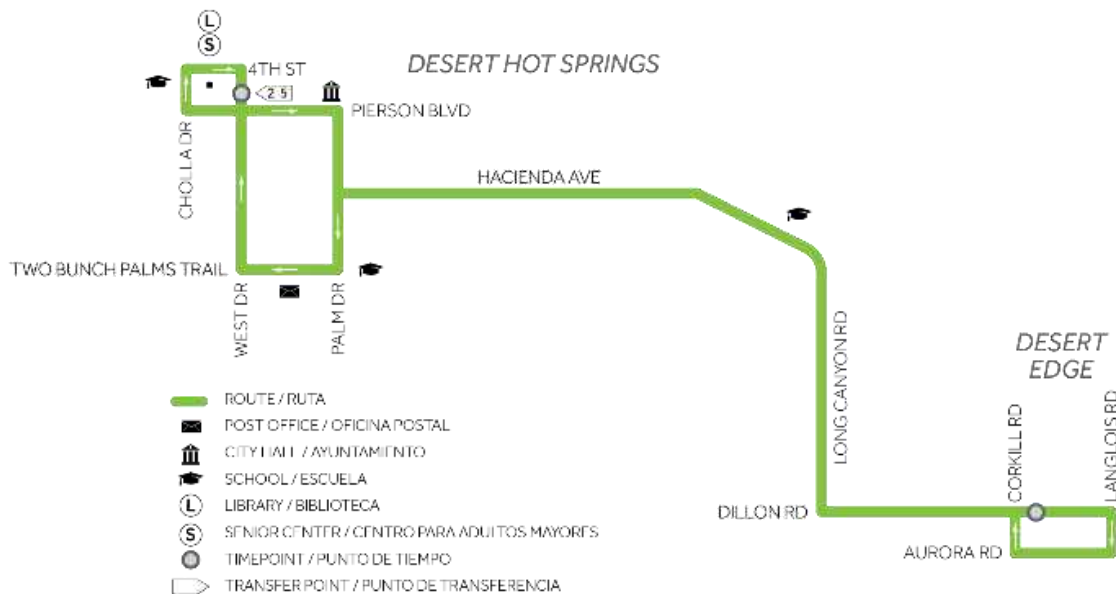 L
S
4TH ST
DESERT HOT SPRINGS
2 5
PIERSON BLVD
CHOLLA DR
HACIENDA AVE
TWO BUNCH PALMS TRAIL
WEST DR
PALM DR
LONG CANYON RD
DESERT
EDGE
CORKILL RD
LANGLOIS RD
DILLON RD
AURORA RD
ROUTE / RUTA
POST OFFICE / OFICINA POSTAL
CITY HALL / AYUNTAMIENTO
SCHOOL / ESCUELA
L LIBRARY / BIBLIOTECA
S SENIOR CENTER / CENTRO PARA ADULTOS MAYORES
TIMEPOINT / PUNTO DE TIEMPO
TRANSFER POINT / PUNTO DE TRANSFERENCIA